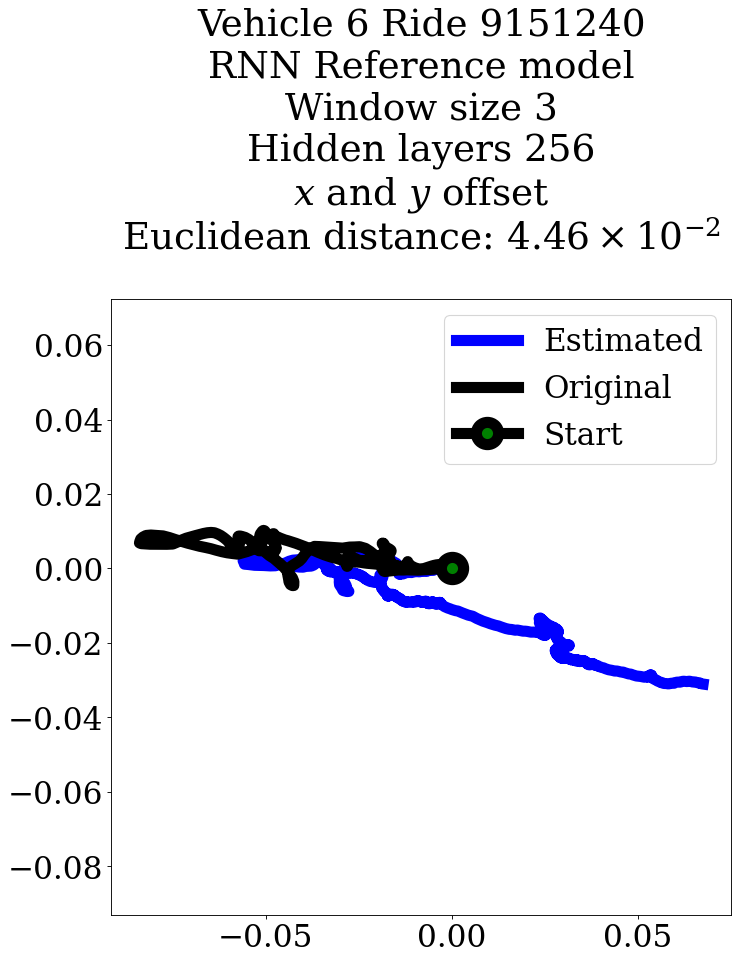 Vehicle 6 Ride 9151240
RNN Reference model
Window size 3
Hidden layers 256
x and y offset
Euclidean distance: 4.46 × 10⁻²
Estimated
Original
Start
0.06
0.04
0.02
0.00
−0.02
−0.04
−0.06
−0.08
−0.05 0.00 0.05